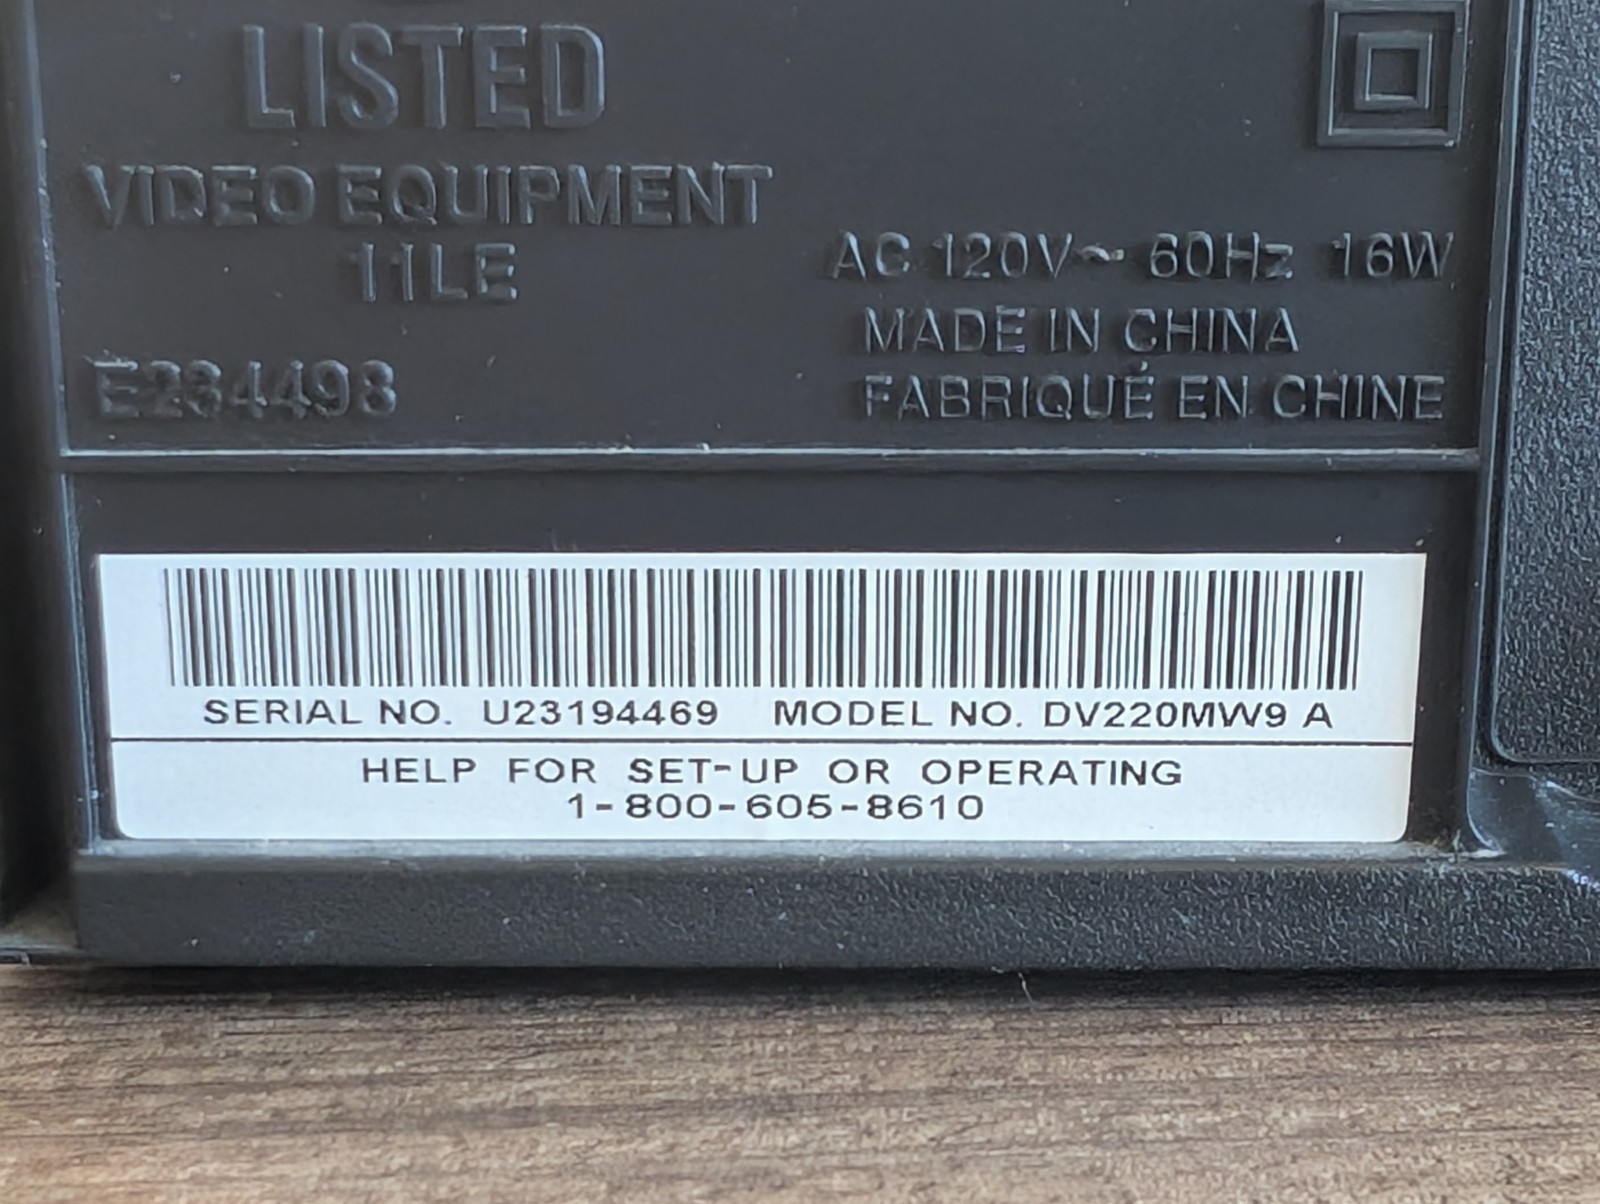 LISTED
VIDEO EQUIPMENT
11LE
E234498
AC 120V~ 60Hz 16W
MADE IN CHINA
FABRIQUÉ EN CHINE
SERIAL NO. U23194469 MODEL NO. DV220MW9 A
HELP FOR SET-UP OR OPERATING
1-800-605-8610